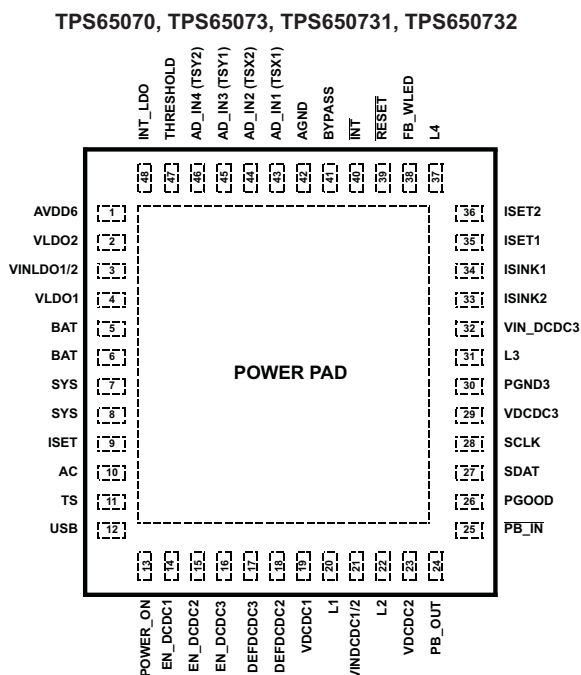 TPS65070, TPS65073, TPS650731, TPS650732
INT_LDO
THRESHOLD
AD_IN4 (TSY2)
AD_IN3 (TSY1)
AD_IN2 (TSX2)
AD_IN1 (TSX1)
AGND
BYPASS
INT
RESET
FB_WLED
L4
48
47
46
45
44
43
42
41
40
39
38
37
AVDD6 1
VLDO2 2
VINLDO1/2 3
VLDO1 4
BAT 5
BAT 6
SYS 7
SYS 8
ISET 9
AC 10
TS 11
USB 12
POWER PAD
36 ISET2
35 ISET1
34 ISINK1
33 ISINK2
32 VIN_DCDC3
31 L3
30 PGND3
29 VDCDC3
28 SCLK
27 SDAT
26 PGOOD
25 PB_IN
13
14
15
16
17
18
19
20
21
22
23
24
POWER_ON
EN_DCDC1
EN_DCDC2
EN_DCDC3
DEFDCDC3
DEFDCDC2
VDCDC1
L1
VINDCDC1/2
L2
VDCDC2
PB_OUT